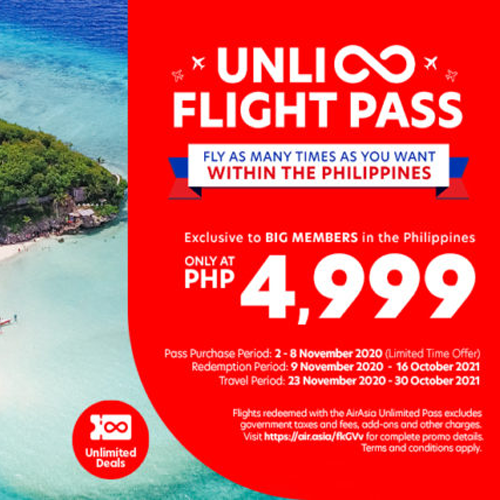 UNLI
FLIGHT PASS
FLY AS MANY TIMES AS YOU WANT
WITHIN THE PHILIPPINES
Exclusive to BIG MEMBERS in the Philippines
ONLY AT
PHP 4,999
Pass Purchase Period: 2 - 8 November 2020 (Limited Time Offer)
Redemption Period: 9 November 2020 - 16 October 2021
Travel Period: 23 November 2020 - 30 October 2021
Flights redeemed with the AirAsia Unlimited Pass excludes
government taxes and fees, add-ons and other charges.
Visit https://air.asia/fkGVv for complete promo details.
Terms and conditions apply.
Unlimited
Deals